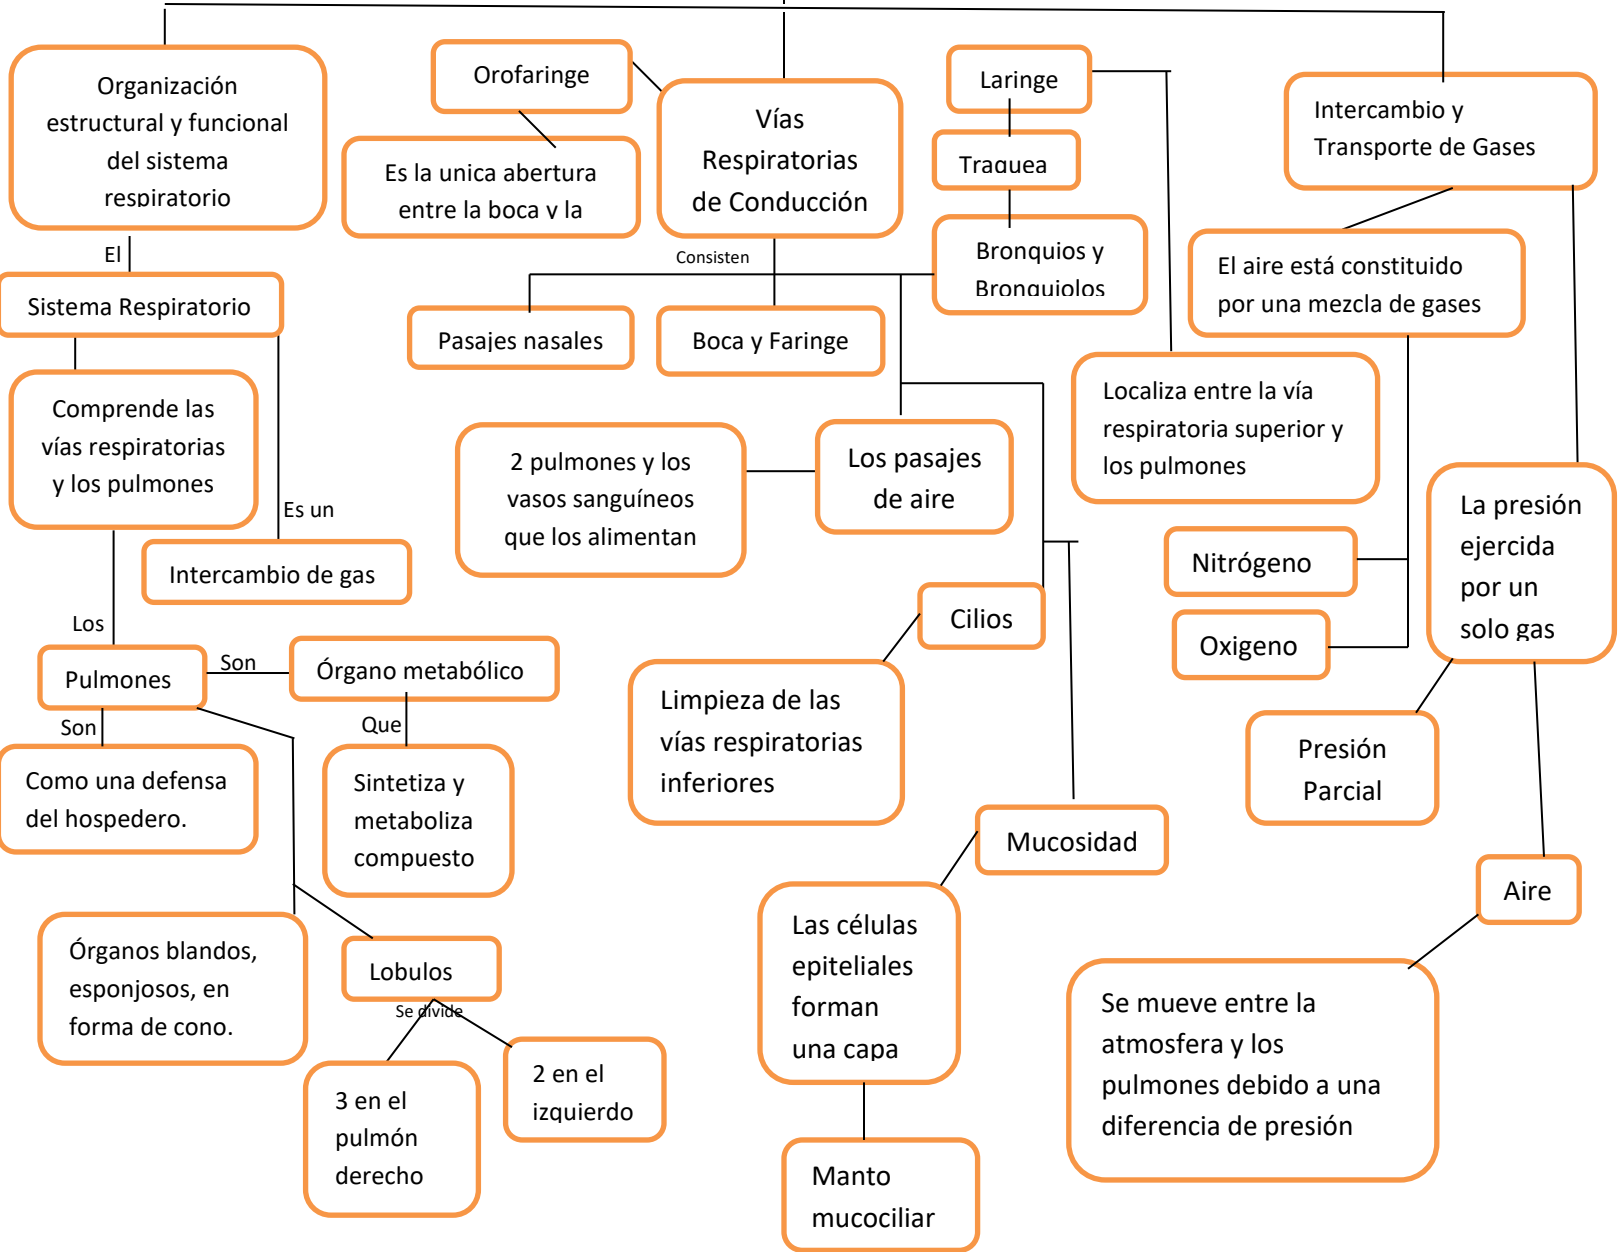 Organización
estructural y funcional
del sistema
respiratorio
El
Sistema Respiratorio
Comprende las
vías respiratorias
y los pulmones
Es un
Intercambio de gas
Los
Pulmones
Son
Órgano metabólico
Que
Sintetiza y
metaboliza
compuesto
Son
Como una defensa
del hospedero.
Órganos blandos,
esponjosos, en
forma de cono.
Lobulos
Se divide
3 en el
pulmón
derecho
2 en el
izquierdo
Orofaringe
Es la unica abertura
entre la boca y la
Vías
Respiratorias
de Conducción
Consisten
Pasajes nasales
Boca y Faringe
Laringe
Traquea
Bronquios y
Bronquiolos
Localiza entre la vía
respiratoria superior y
los pulmones
Los pasajes
de aire
2 pulmones y los
vasos sanguíneos
que los alimentan
Cilios
Limpieza de las
vías respiratorias
inferiores
Mucosidad
Las células
epiteliales
forman
una capa
Manto
mucociliar
Intercambio y
Transporte de Gases
El aire está constituido
por una mezcla de gases
Nitrógeno
Oxigeno
La presión
ejercida
por un
solo gas
Presión
Parcial
Aire
Se mueve entre la
atmosfera y los
pulmones debido a una
diferencia de presión